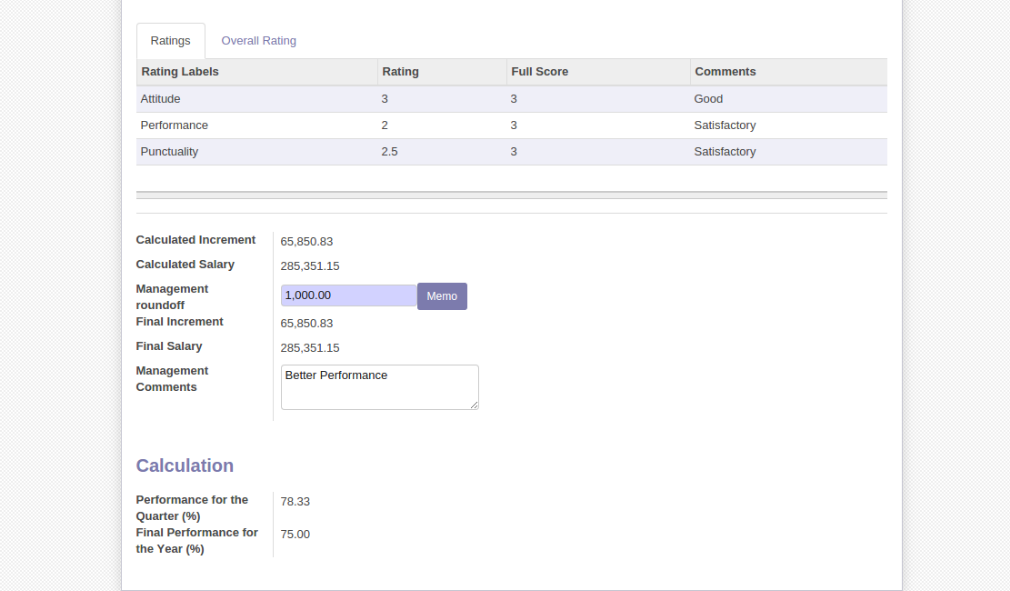 Ratings Overall Rating
Rating Labels Rating Full Score Comments
Attitude 3 3 Good
Performance 2 3 Satisfactory
Punctuality 2.5 3 Satisfactory
Calculated Increment 65,850.83
Calculated Salary 285,351.15
Management
roundoff 1,000.00 Memo
Final Increment 65,850.83
Final Salary 285,351.15
Management
Comments Better Performance
Calculation
Performance for the
Quarter (%) 78.33
Final Performance for
the Year (%) 75.00